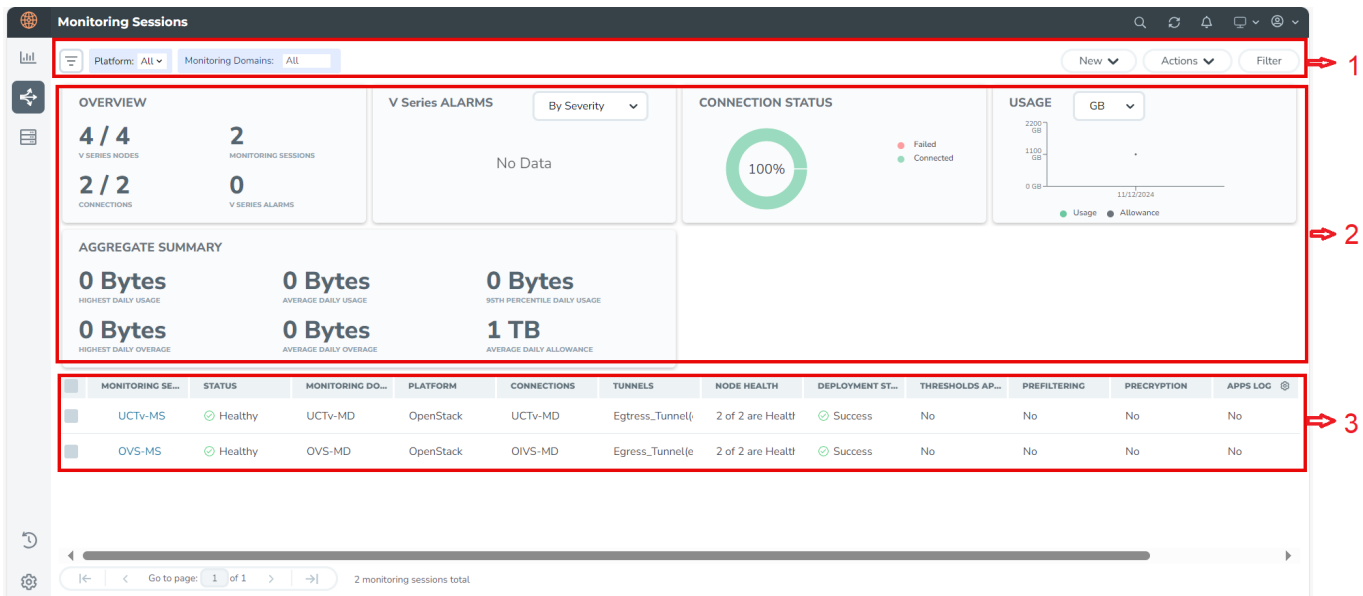 Monitoring Sessions
Platform: All
Monitoring Domains: All
New
Actions
Filter
1
OVERVIEW
4 / 4
V SERIES NODES
2
MONITORING SESSIONS
2 / 2
CONNECTIONS
0
V SERIES ALARMS
V Series ALARMS
By Severity
No Data
CONNECTION STATUS
100%
Failed
Connected
USAGE
GB
2200 GB
1100 GB
0 GB
11/12/2024
Usage
Allowance
2
AGGREGATE SUMMARY
0 Bytes
HIGHEST DAILY USAGE
0 Bytes
AVERAGE DAILY USAGE
0 Bytes
95TH PERCENTILE DAILY USAGE
0 Bytes
HIGHEST DAILY OVERAGE
0 Bytes
AVERAGE DAILY OVERAGE
1 TB
AVERAGE DAILY ALLOWANCE
MONITORING SE... STATUS MONITORING DO... PLATFORM CONNECTIONS TUNNELS NODE HEALTH DEPLOYMENT ST... THRESHOLDS AP... PREFILTERING PRECRYPTION APPS LOG
UCTv-MS Healthy UCTv-MD OpenStack UCTv-MD Egtress_Tunnel( 2 of 2 are Healt Success No No No No
OVS-MS Healthy OVS-MD OpenStack OIVS-MD Egress_Tunnel(e 2 of 2 are Healt Success No No No No
3
Go to page: 1 of 1
2 monitoring sessions total